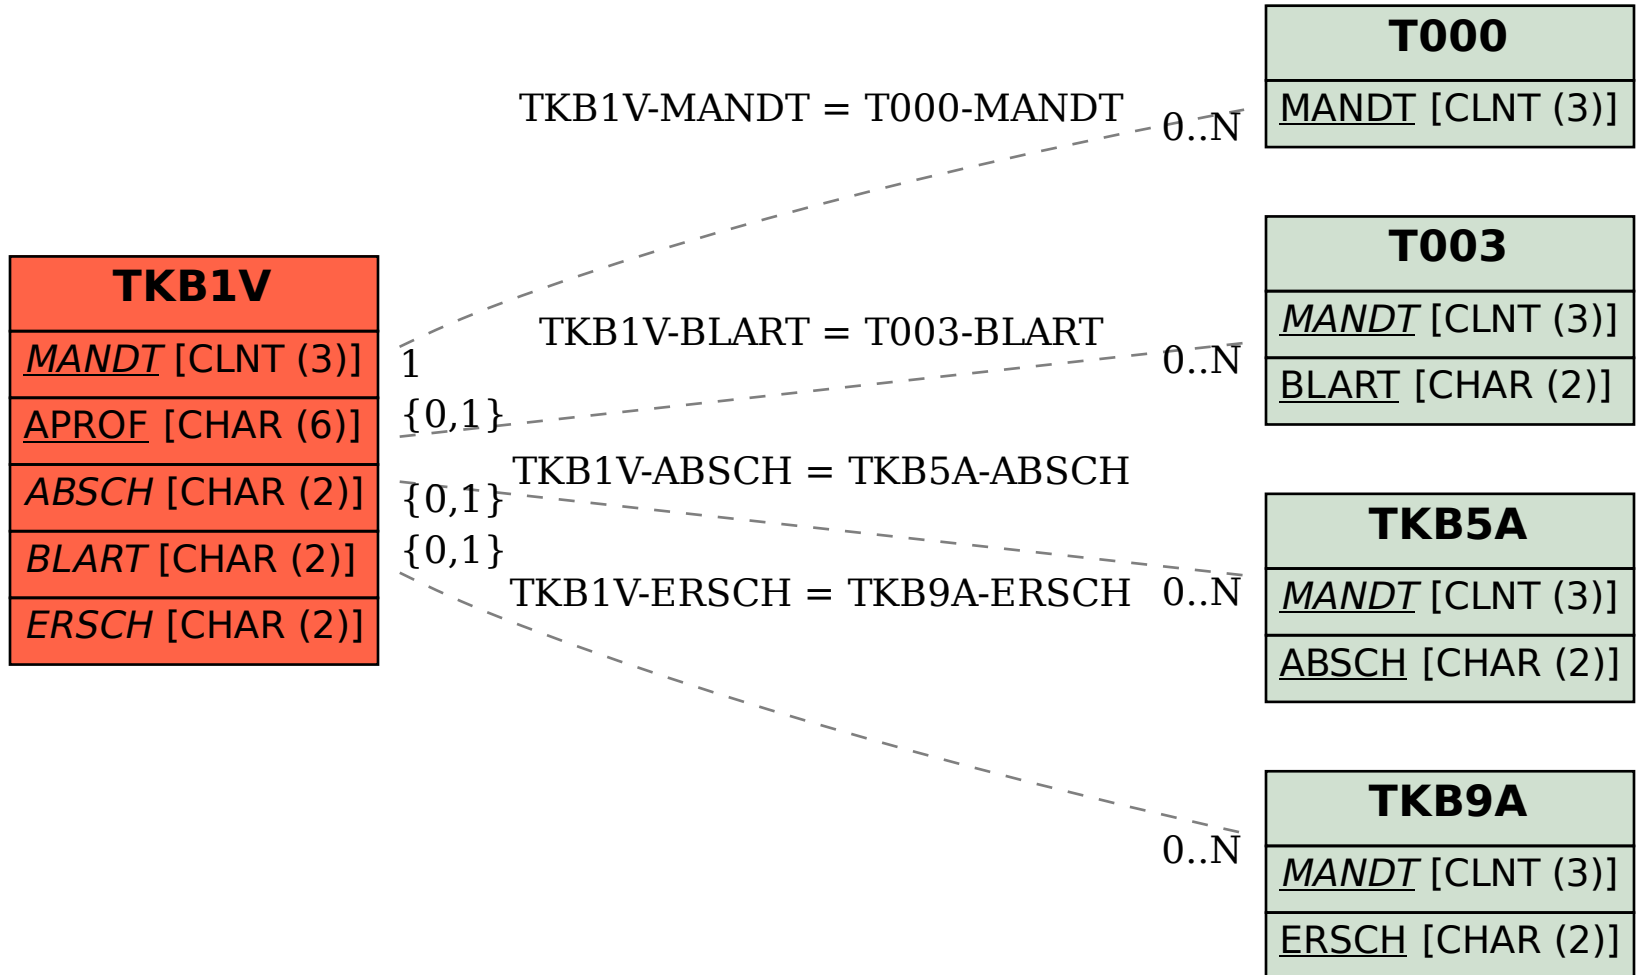 T000
MANDT [CLNT (3)]
TKB1V-MANDT = T000-MANDT
0..N
T003
MANDT [CLNT (3)]
BLART [CHAR (2)]
TKB1V
MANDT [CLNT (3)]
APROF [CHAR (6)]
ABSCH [CHAR (2)]
BLART [CHAR (2)]
ERSCH [CHAR (2)]
TKB1V-BLART = T003-BLART
1
0..N
{0,1}
TKB1V-ABSCH = TKB5A-ABSCH
{0,1}
{0,1}
TKB1V-ERSCH = TKB9A-ERSCH
0..N
TKB5A
MANDT [CLNT (3)]
ABSCH [CHAR (2)]
0..N
TKB9A
MANDT [CLNT (3)]
ERSCH [CHAR (2)]